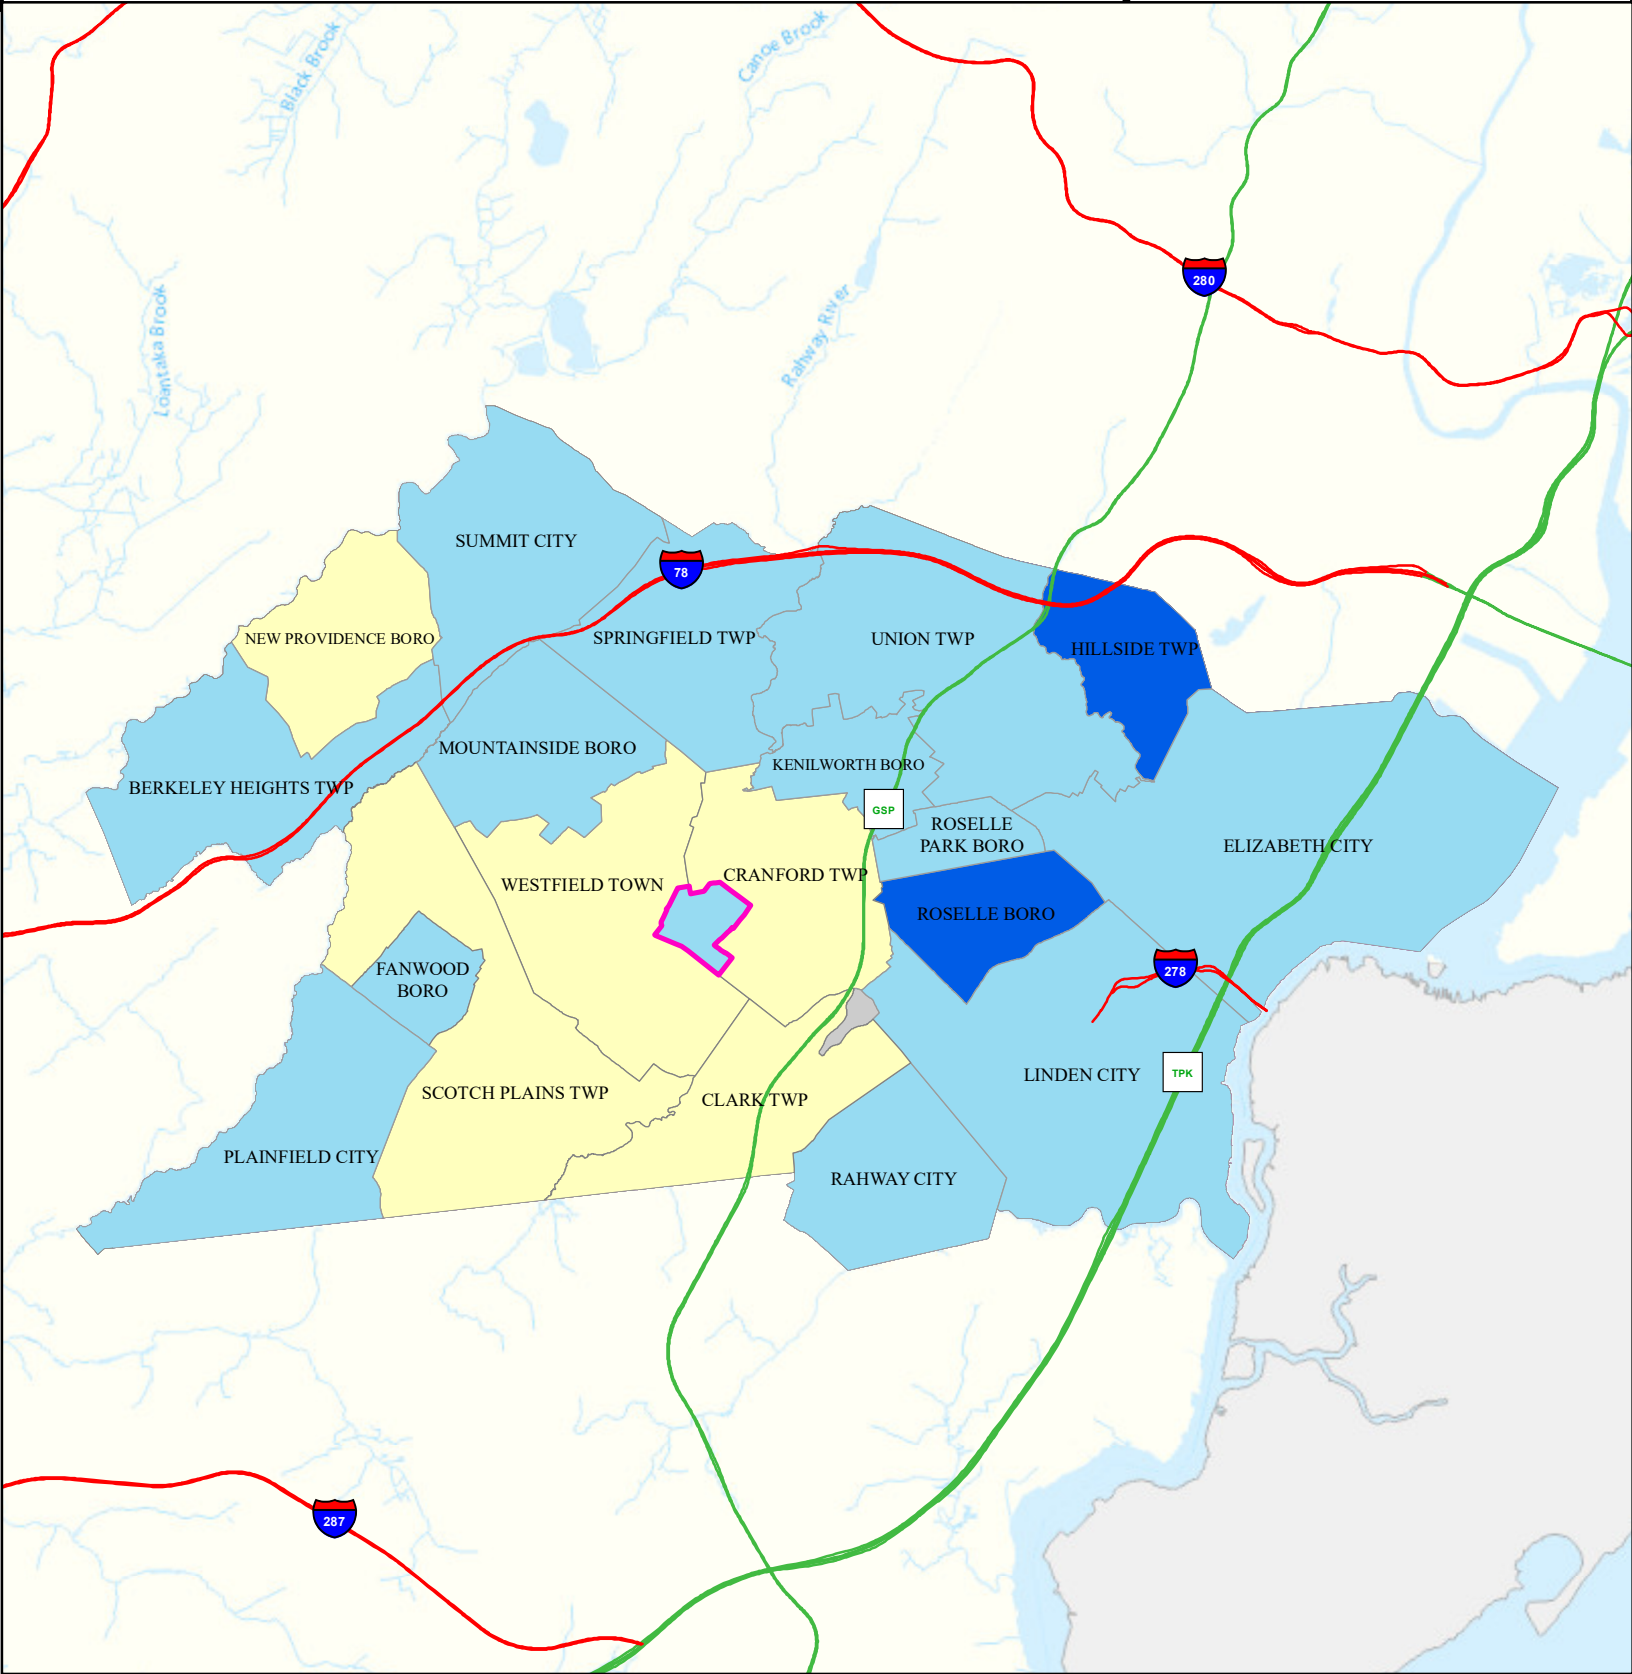 Black Brook
Canoe Brook
280
Loantaka Brook
Rahway River
SUMMIT CITY
78
NEW PROVIDENCE BORO
SPRINGFIELD TWP
UNION TWP
HILLSIDE TWP
MOUNTAINSIDE BORO
KENILWORTH BORO
BERKELEY HEIGHTS TWP
GSP
ROSELLE
PARK BORO
ELIZABETH CITY
CRANFORD TWP
WESTFIELD TOWN
ROSELLE BORO
FANWOOD
BORO
278
LINDEN CITY
TPK
SCOTCH PLAINS TWP
CLARK TWP
PLAINFIELD CITY
RAHWAY CITY
287